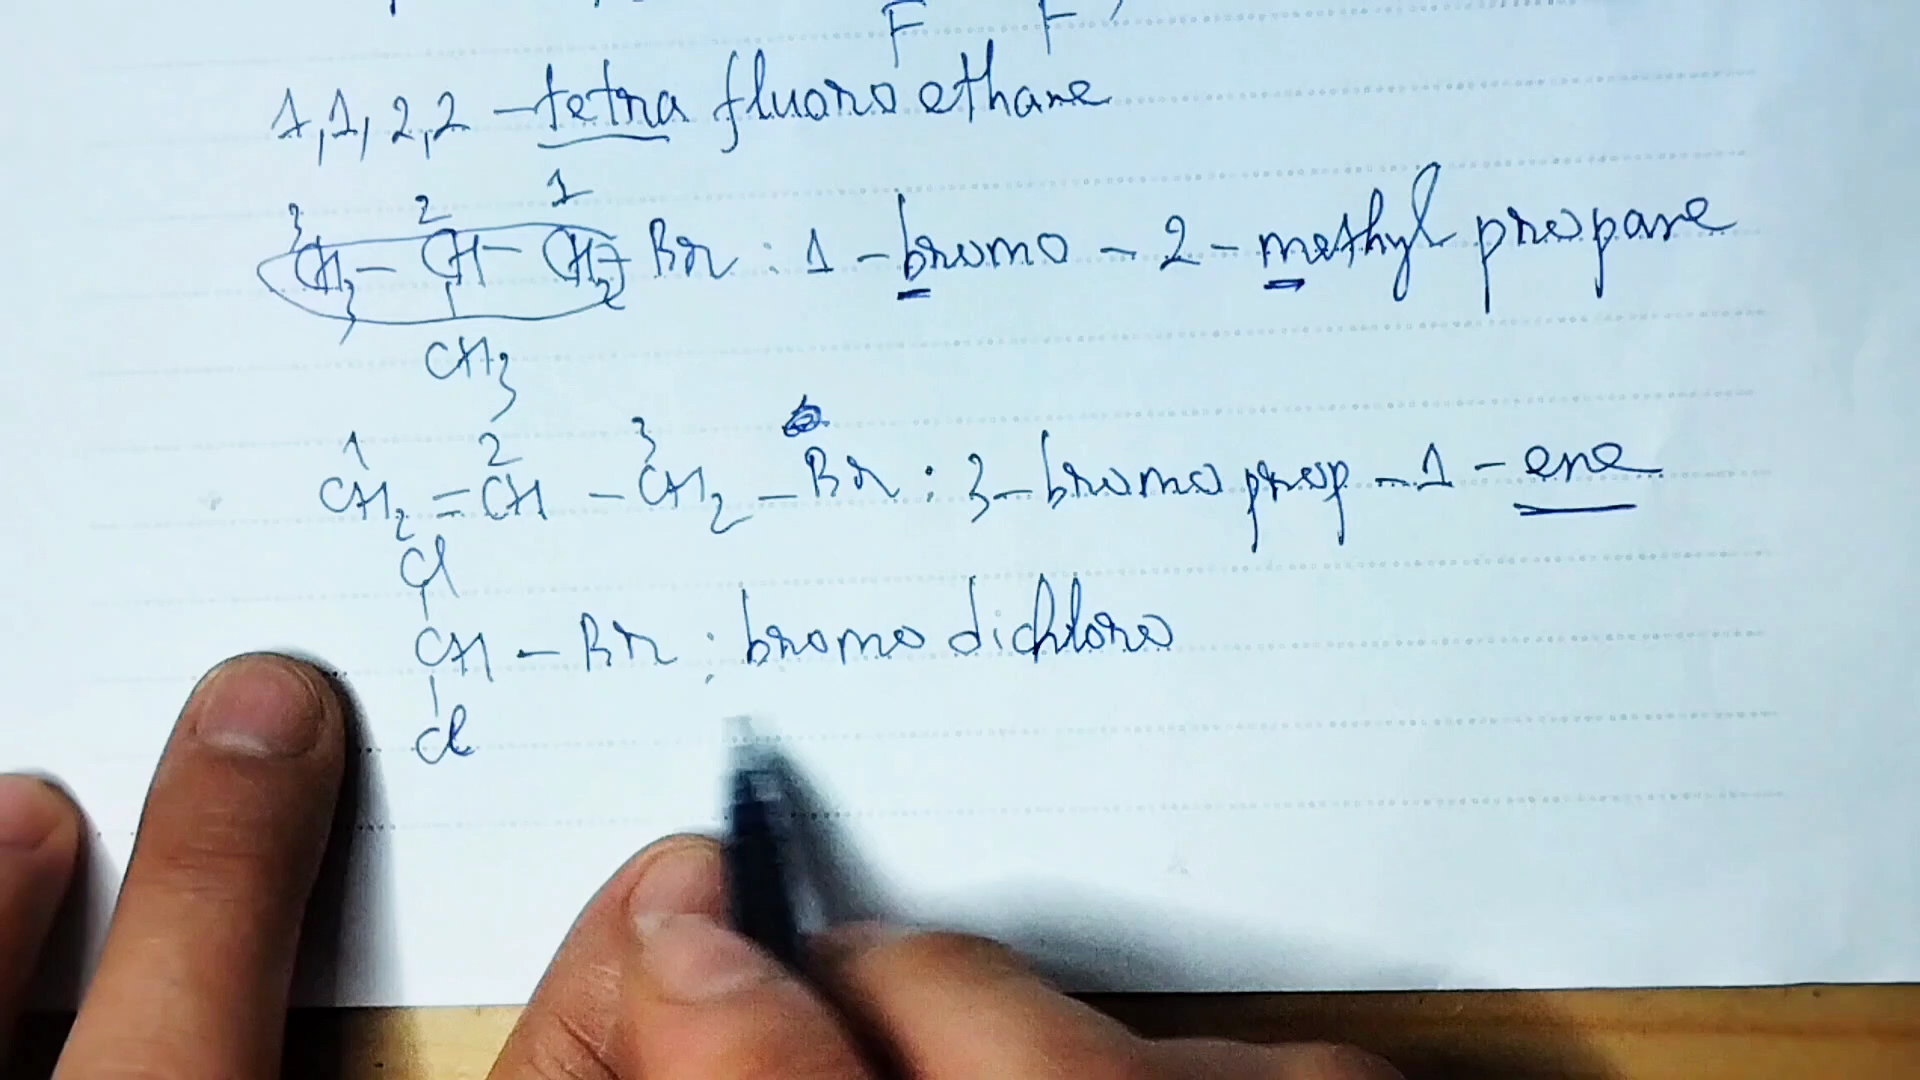 F F
1,1,2,2 - tetra fluoro ethane
3 2 1
CH3 - CH - CH2 - Br : 1 - bromo - 2 - methyl propane
CH3
1 2 3
CH2 = CH - CH2 - Br : 3 - bromo prop - 1 - ene
Cl
CH - Br : bromo dichloro
Cl